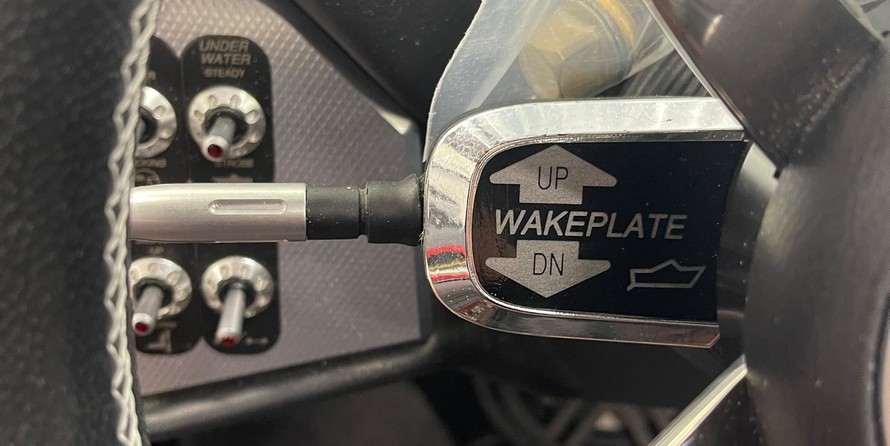 UNDER
WATER
STEADY
UP
WAKEPLATE
DN